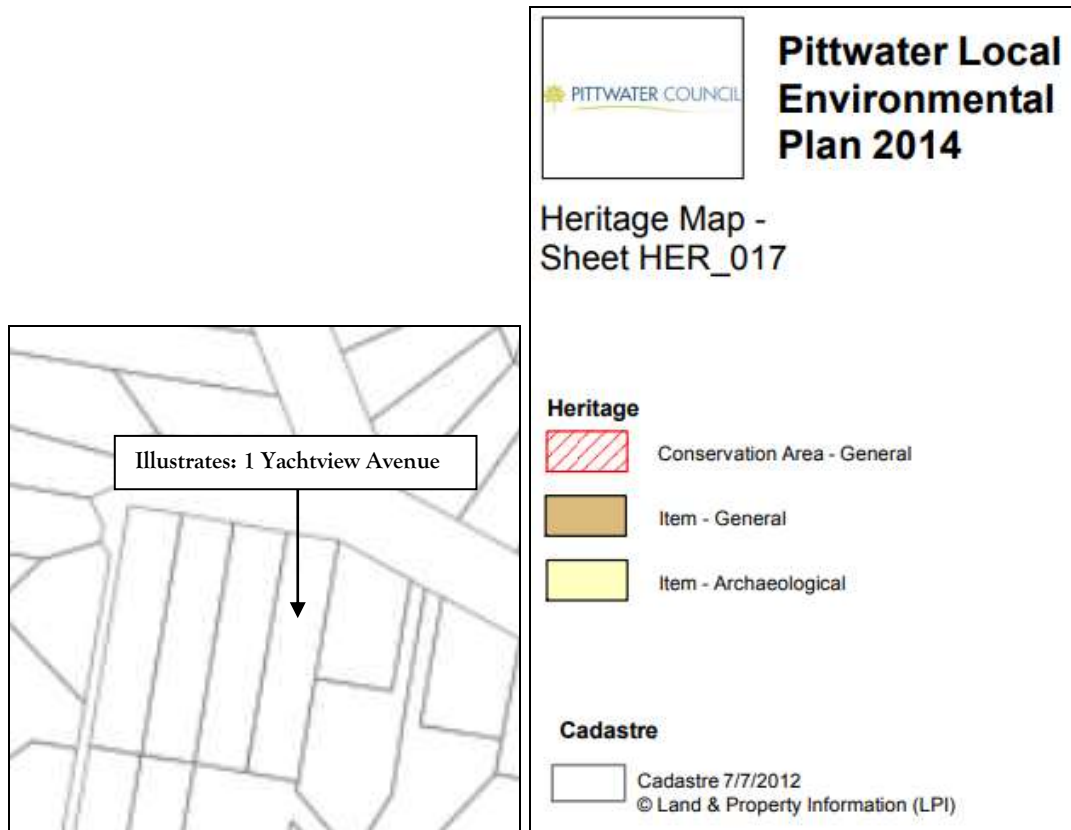 PITTWATER COUNCIL
Pittwater Local
Environmental
Plan 2014
Heritage Map -
Sheet HER_017
Illustrates: 1 Yachtview Avenue
Heritage
Conservation Area - General
Item - General
Item - Archaeological
Cadastre
Cadastre 7/7/2012
© Land & Property Information (LPI)